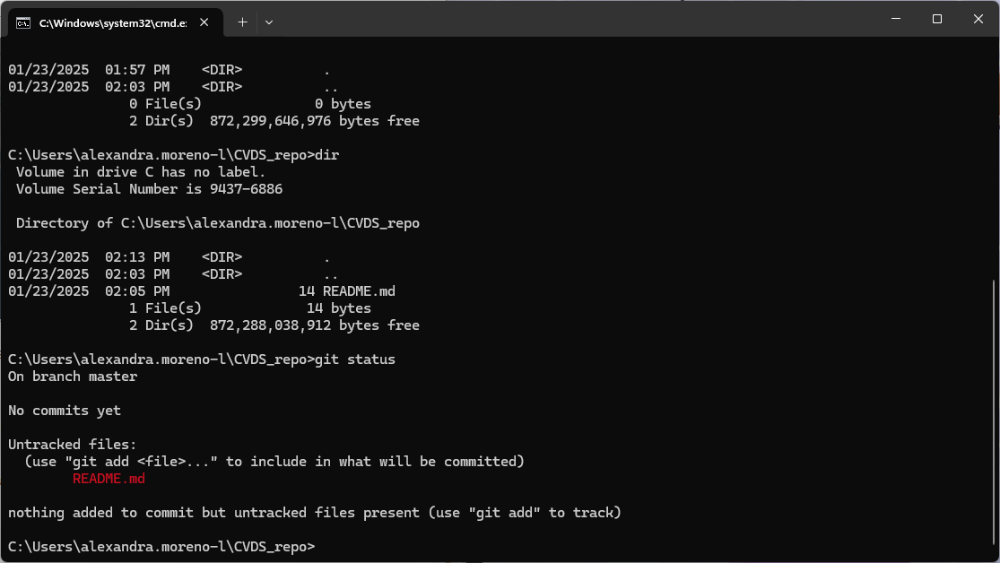 C:\Windows\system32\cmd.e
01/23/2025  01:57 PM    <DIR>          .
01/23/2025  02:03 PM    <DIR>          ..
               0 File(s)              0 bytes
               2 Dir(s)  872,299,646,976 bytes free
C:\Users\alexandra.moreno-l\CVDS_repo>dir
 Volume in drive C has no label.
 Volume Serial Number is 9437-6886
 Directory of C:\Users\alexandra.moreno-l\CVDS_repo
01/23/2025  02:13 PM    <DIR>          .
01/23/2025  02:03 PM    <DIR>          ..
01/23/2025  02:05 PM                14 README.md
               1 File(s)             14 bytes
               2 Dir(s)  872,288,038,912 bytes free
C:\Users\alexandra.moreno-l\CVDS_repo>git status
On branch master
No commits yet
Untracked files:
  (use "git add <file>..." to include in what will be committed)
        README.md
nothing added to commit but untracked files present (use "git add" to track)
C:\Users\alexandra.moreno-l\CVDS_repo>